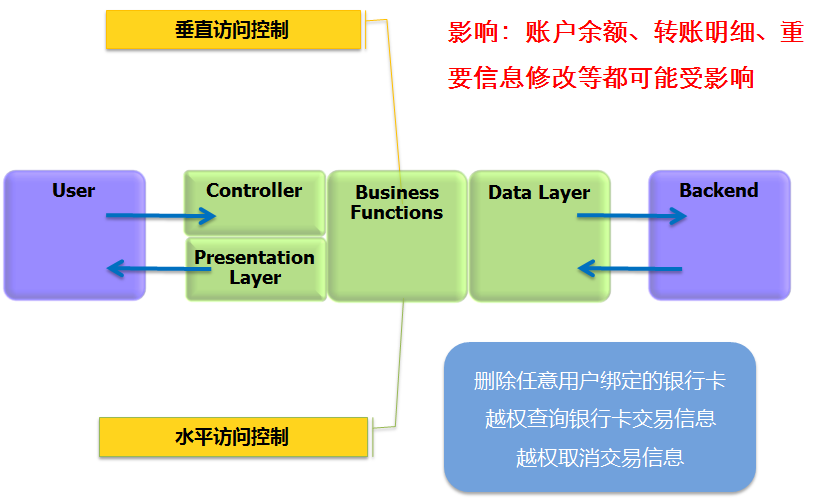 垂直访问控制
影响：账户余额、转账明细、重
要信息修改等都可能受影响
User
Controller
Presentation
Layer
Business
Functions
Data Layer
Backend
水平访问控制
删除任意用户绑定的银行卡
越权查询银行卡交易信息
越权取消交易信息